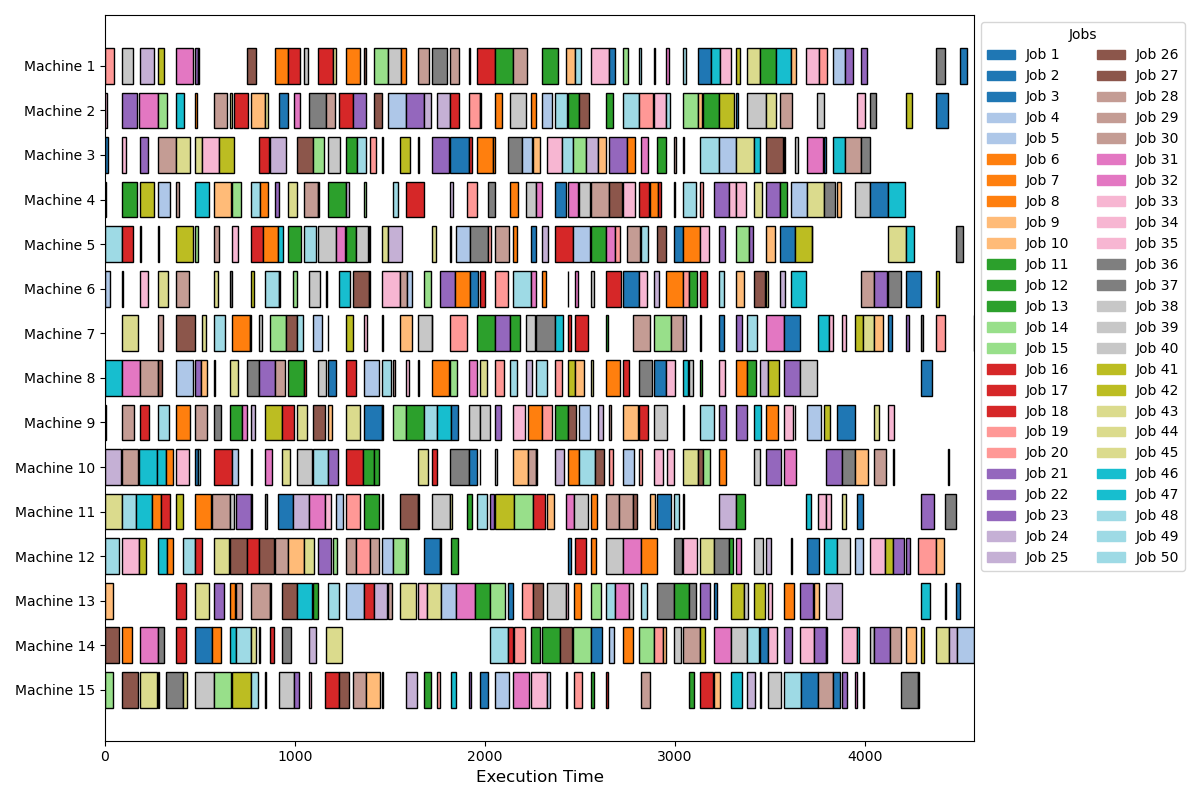 Machine 1
Machine 2
Machine 3
Machine 4
Machine 5
Machine 6
Machine 7
Machine 8
Machine 9
Machine 10
Machine 11
Machine 12
Machine 13
Machine 14
Machine 15
0 1000 2000 3000 4000
Execution Time
Jobs
Job 1
Job 2
Job 3
Job 4
Job 5
Job 6
Job 7
Job 8
Job 9
Job 10
Job 11
Job 12
Job 13
Job 14
Job 15
Job 16
Job 17
Job 18
Job 19
Job 20
Job 21
Job 22
Job 23
Job 24
Job 25
Job 26
Job 27
Job 28
Job 29
Job 30
Job 31
Job 32
Job 33
Job 34
Job 35
Job 36
Job 37
Job 38
Job 39
Job 40
Job 41
Job 42
Job 43
Job 44
Job 45
Job 46
Job 47
Job 48
Job 49
Job 50